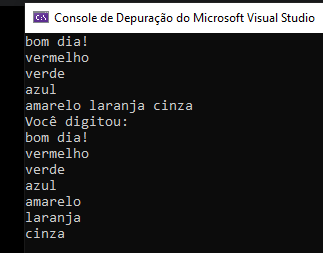 Console de Depuração do Microsoft Visual Studio
bom dia!
vermelho
verde
azul
amarelo laranja cinza
Você digitou:
bom dia!
vermelho
verde
azul
amarelo
laranja
cinza